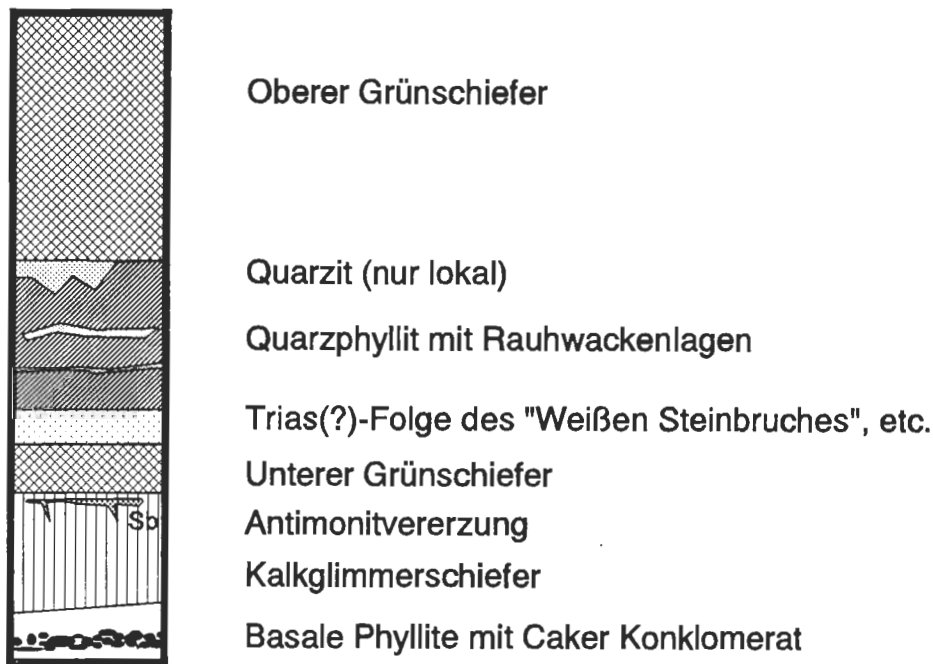 Oberer Grünschiefer
Quarzit (nur lokal)
Quarzphyllit mit Rauhwackenlagen
Trias(?)-Folge des "Weißen Steinbruches", etc.
Unterer Grünschiefer
Sb
Antimonitvererzung
Kalkglimmerschiefer
Basale Phyllite mit Caker Konklomerat